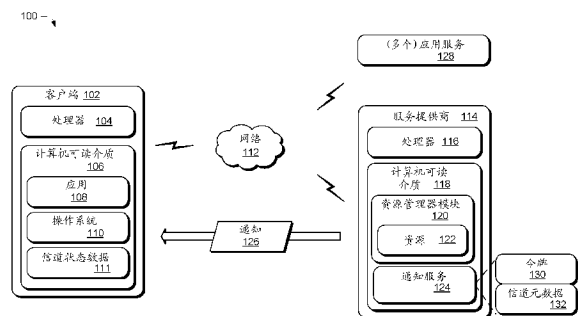 100
(多个)应用服务
128
客户端 102
处理器
104
计算机可读介质
106
应用
108
操作系统
110
信道状态数据
111
网络
112
通知
126
服务提供商 114
处理器
116
计算机可读
介质 118
资源管理器模块
120
资源 122
通知服务
124
令牌
130
信道元数据
132